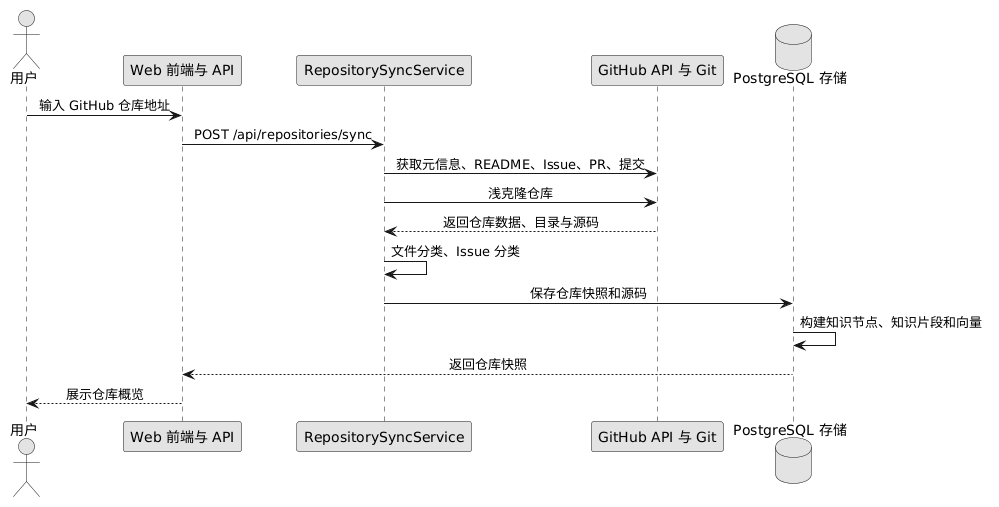 用户
Web 前端与 API
RepositorySyncService
GitHub API 与 Git
PostgreSQL 存储
输入 GitHub 仓库地址
POST /api/repositories/sync
获取元信息、README、Issue、PR、提交
浅克隆仓库
返回仓库数据、目录与源码
文件分类、Issue 分类
保存仓库快照和源码
构建知识节点、知识片段和向量
返回仓库快照
展示仓库概览
用户
Web 前端与 API
RepositorySyncService
GitHub API 与 Git
PostgreSQL 存储